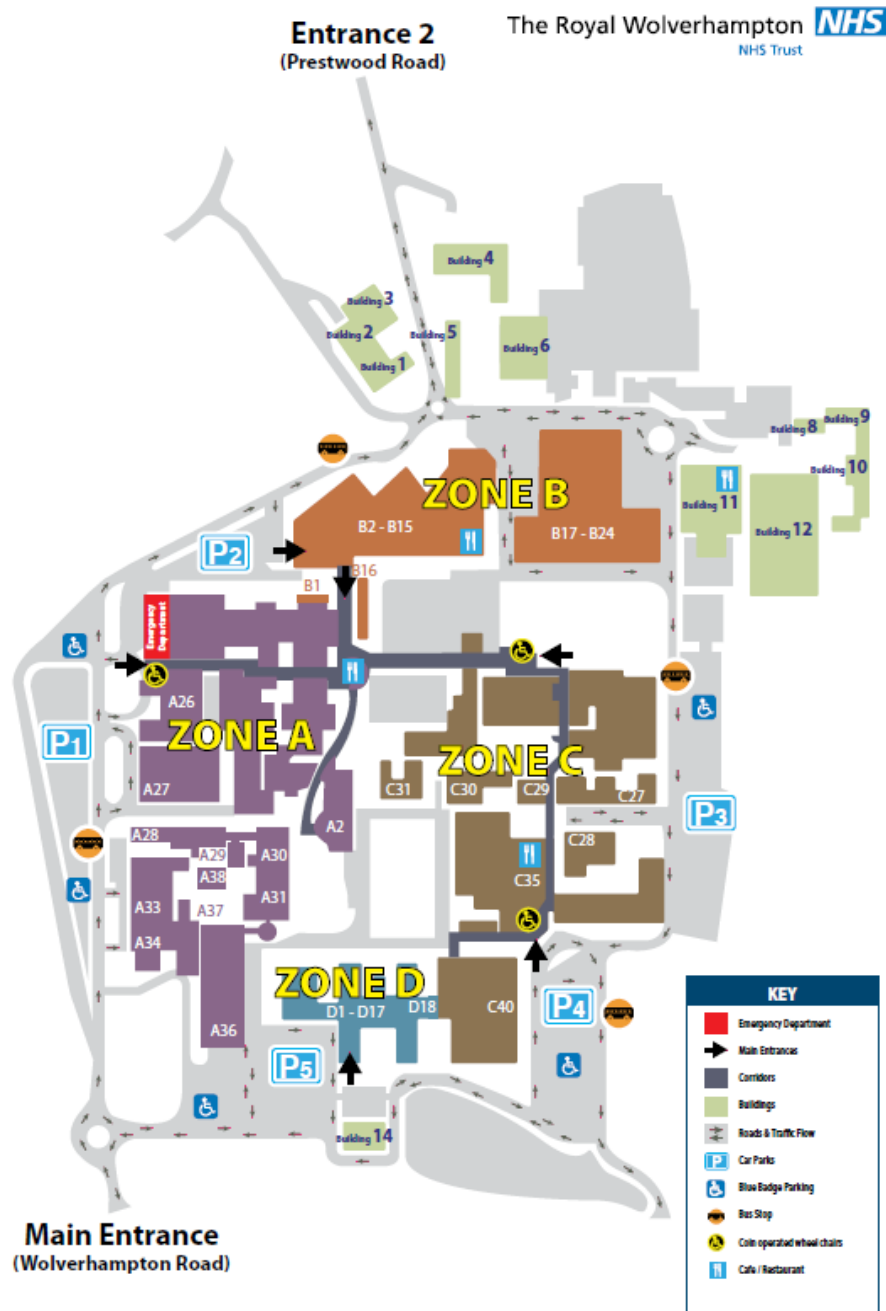 The Royal Wolverhampton NHS
NHS Trust
Entrance 2
(Prestwood Road)
Building 4
Building 3
Building 2
Building 5
Building 1
Building 6
Building 9
Building 8
Building 10
Building 11
Building 12
ZONE B
B2 - B15
B17 - B24
P2
B1
B16
Emergency
Department
A26
ZONE A
P1
A27
ZONE C
C31
C30
C29
C27
P3
A2
A28
A29
A30
C28
A38
C35
A33
A31
A37
A34
ZONE D
D1 - D17
D18
C40
P4
A36
P5
Building 14
Main Entrance
(Wolverhampton Road)
KEY
Emergency Department
Main Entrances
Corridors
Buildings
Roads & Traffic Flow
P
Car Parks
Blue Badge Parking
Bus Stop
Coin operated wheel chairs
Cafe / Restaurant